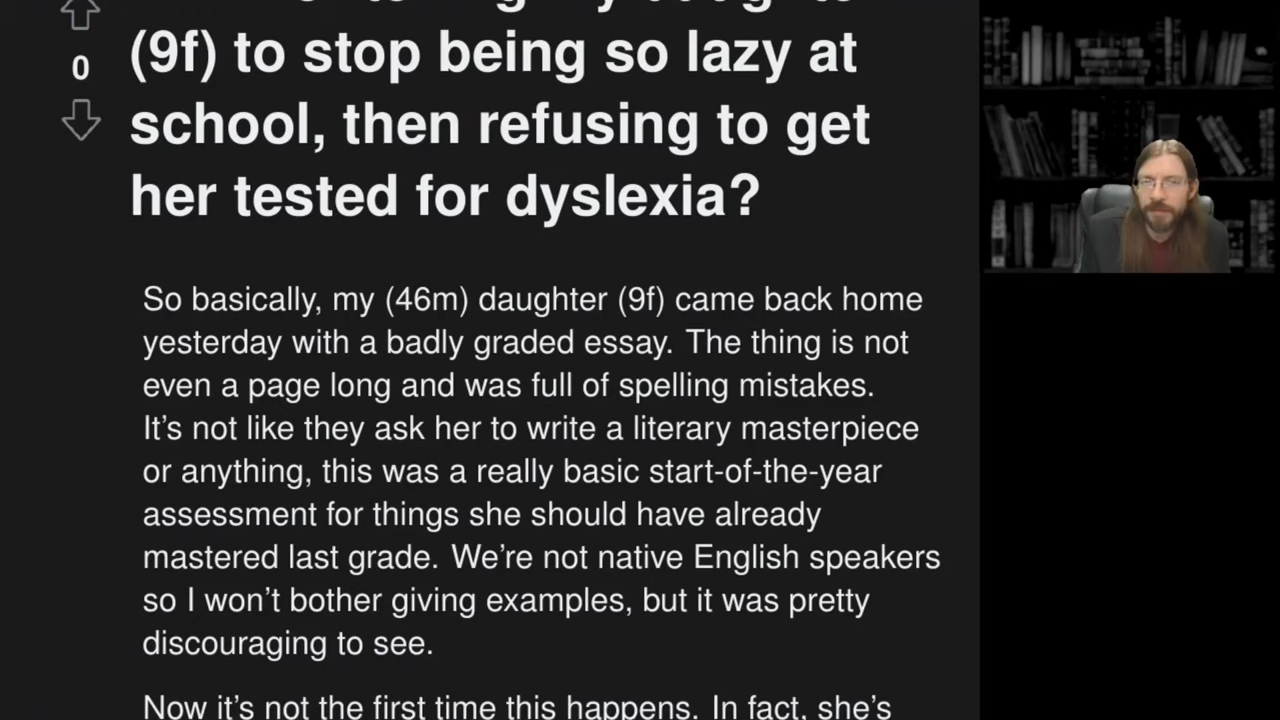 0
(9f) to stop being so lazy at
school, then refusing to get
her tested for dyslexia?
So basically, my (46m) daughter (9f) came back home
yesterday with a badly graded essay. The thing is not
even a page long and was full of spelling mistakes.
It’s not like they ask her to write a literary masterpiece
or anything, this was a really basic start-of-the-year
assessment for things she should have already
mastered last grade. We’re not native English speakers
so I won’t bother giving examples, but it was pretty
discouraging to see.
Now it’s not the first time this happens. In fact, she’s